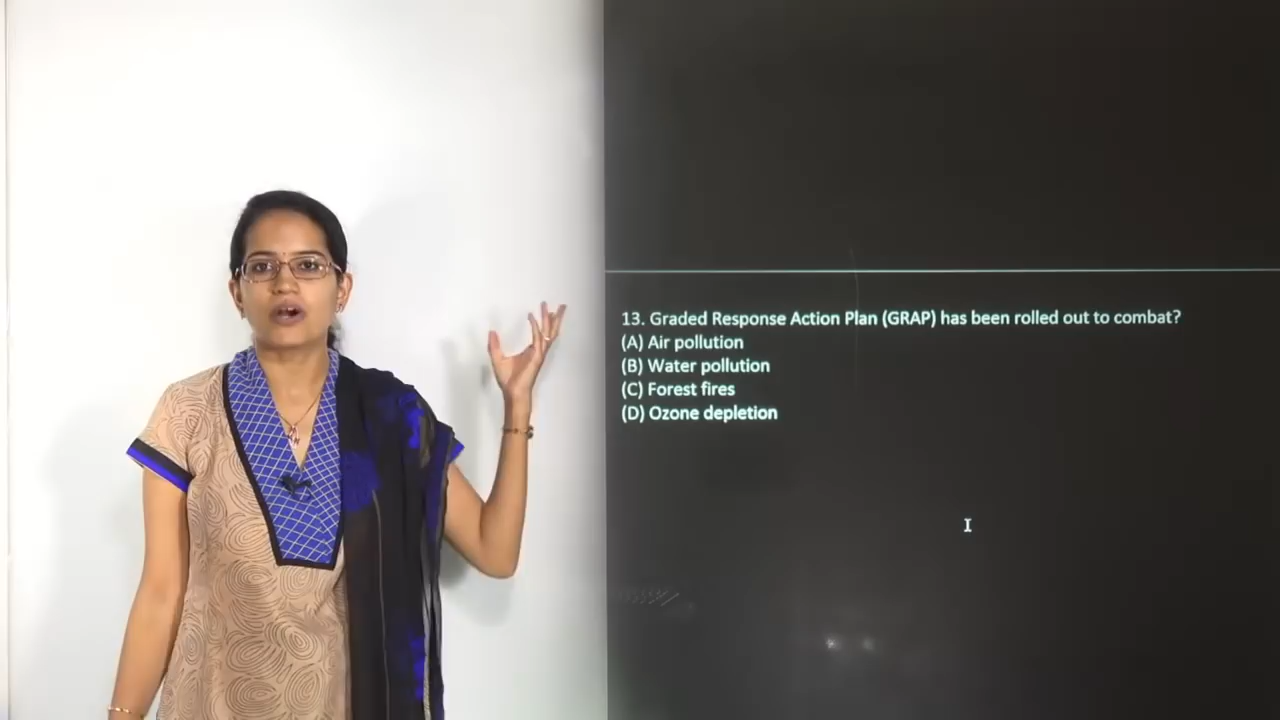 13. Graded Response Action Plan (GRAP) has been rolled out to combat?
(A) Air pollution
(B) Water pollution
(C) Forest fires
(D) Ozone depletion